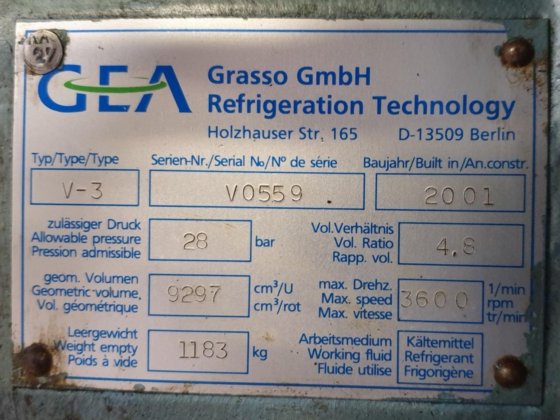 GEA
Grasso GmbH
Refrigeration Technology
Holzhauser Str. 165 D-13509 Berlin
Typ/Type/Type Serien-Nr./Serial No/Nº de série Baujahr/Built in/An.constr.
V-3 V0559 2001
zulässiger Druck
Allowable pressure
Pression admissible
28 bar
Vol.Verhältnis
Vol. Ratio
Rapp. vol.
4,8
geom. Volumen
Geometric volume
Vol. géométrique
9297
cm³/U
cm³/rot
max. Drehz.
Max. speed
Max. vitesse
3600
1/min
rpm
tr/min
Leergewicht
Weight empty
Poids à vide
1183 kg
Arbeitsmedium
Working fluid
Fluide utilise
Kältemittel
Refrigerant
Frigorigène